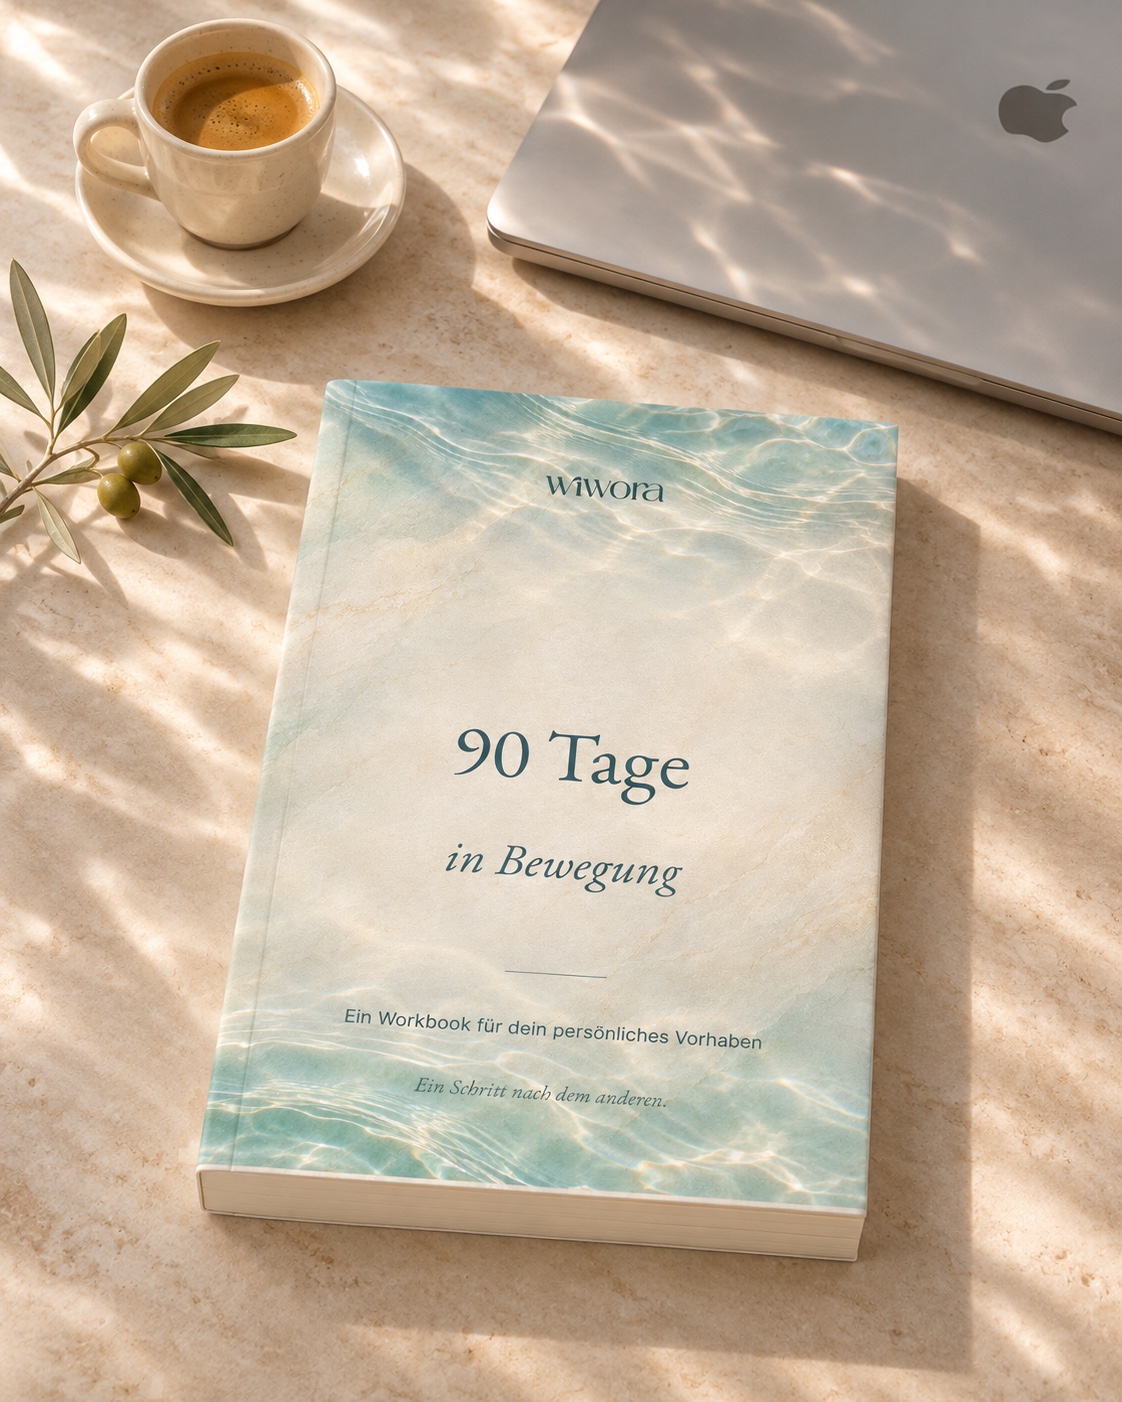 wiwora
90 Tage
in Bewegung
Ein Workbook für dein persönliches Vorhaben
Ein Schritt nach dem anderen.